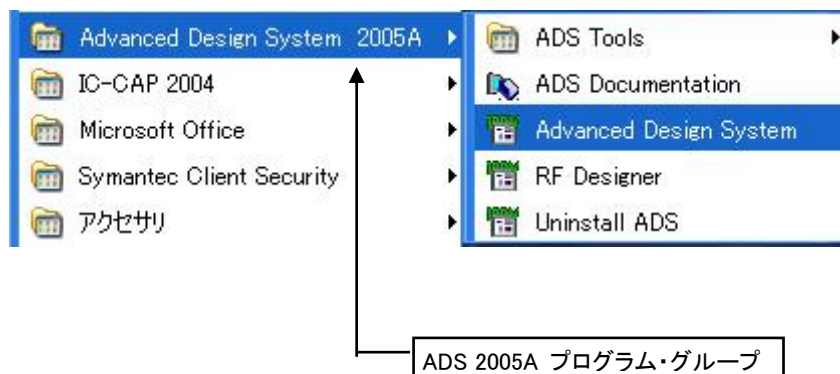 Advanced Design System 2005A
IC-CAP 2004
Microsoft Office
Symantec Client Security
アクセサリ
ADS Tools
ADS Documentation
Advanced Design System
RF Designer
Uninstall ADS
ADS 2005A プログラム・グループ